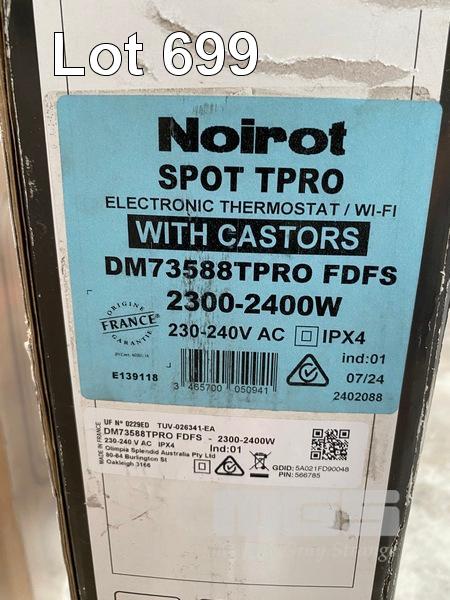 Lot 699
Noirot
SPOT TPRO
ELECTRONIC THERMOSTAT / WI-FI
WITH CASTORS
DM73588TPRO FDFS
2300-2400W
230-240V AC IPX4
ORIGINE
FRANCE
GARANTIE
ind:01
E139118
3 465700 050941
07/24
2402088
MADE IN FRANCE
UF Nº 0229ED TUV-026341-EA
DM73588TPRO FDFS - 2300-2400W
230-240 V AC IPX4 Ind:01
Olimpia Splendid Australia Pty Ltd
80-84 Burlington St
Oakleigh 3166
GDID: 5A021FD90048
PIN: 566785